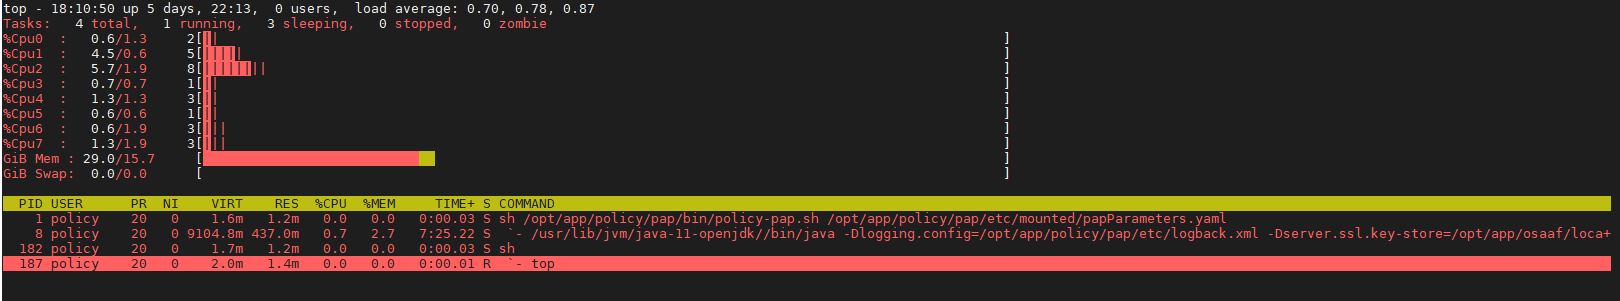 top - 18:10:50 up 5 days, 22:13,  0 users,  load average: 0.70, 0.78, 0.87
Tasks:   4 total,   1 running,   3 sleeping,   0 stopped,   0 zombie
%Cpu0  :   0.6/1.3     2[|| ]
%Cpu1  :   4.5/0.6     5[||||| ]
%Cpu2  :   5.7/1.9     8[|||||||| ]
%Cpu3  :   0.7/0.7     1[|| ]
%Cpu4  :   1.3/1.3     3[|| ]
%Cpu5  :   0.6/0.6     1[|| ]
%Cpu6  :   0.6/1.9     3[||| ]
%Cpu7  :   1.3/1.9     3[||| ]
GiB Mem : 29.0/15.7     [ ]
GiB Swap:  0.0/0.0      [ ]
PID USER      PR  NI    VIRT    RES  %CPU  %MEM     TIME+ S COMMAND
1 policy    20   0    1.6m   1.2m   0.0   0.0   0:00.03 S sh /opt/app/policy/pap/bin/policy-pap.sh /opt/app/policy/pap/etc/mounted/papParameters.yaml
8 policy    20   0 9104.8m 437.0m   0.7   2.7   7:25.22 S  `- /usr/lib/jvm/java-11-openjdk//bin/java -Dlogging.config=/opt/app/policy/pap/etc/logback.xml -Dserver.ssl.key-store=/opt/app/osaaf/loca+
182 policy    20   0    1.7m   1.2m   0.0   0.0   0:00.03 S sh
187 policy    20   0    2.0m   1.4m   0.0   0.0   0:00.01 R  `- top